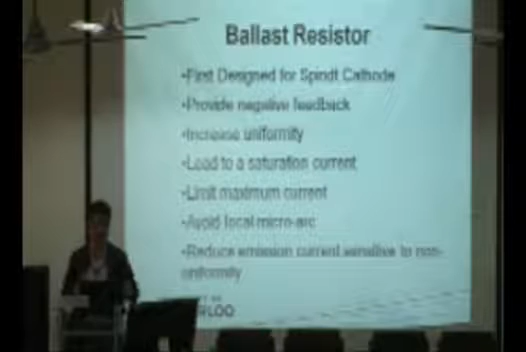 Ballast Resistor
•First Designed for Spindt Cathode
•Provide negative feedback
•Increase uniformity
•Lead to a saturation current
•Limit maximum current
•Avoid local micro-arc
•Reduce emission current sensitive to non-
uniformity